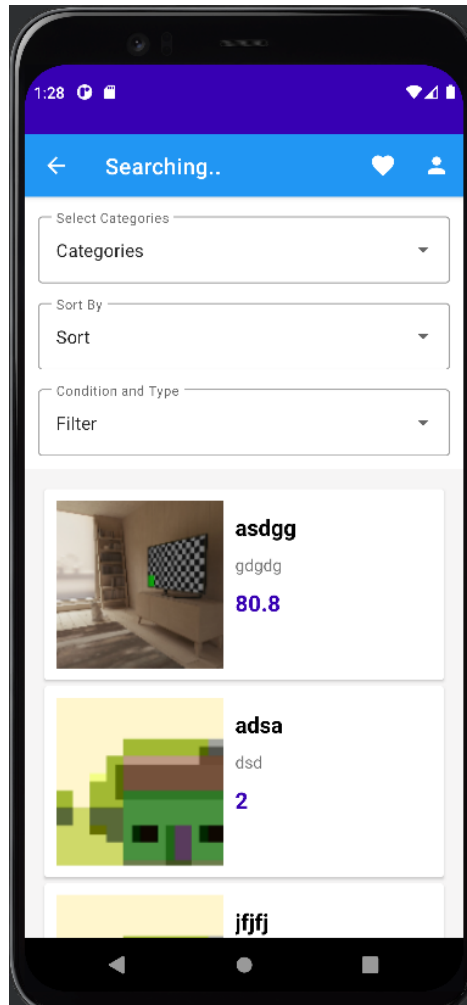 1:28
Searching..
Select Categories
Categories
Sort By
Sort
Condition and Type
Filter
asdgg
gdgdg
80.8
adsa
dsd
2
jfjfj